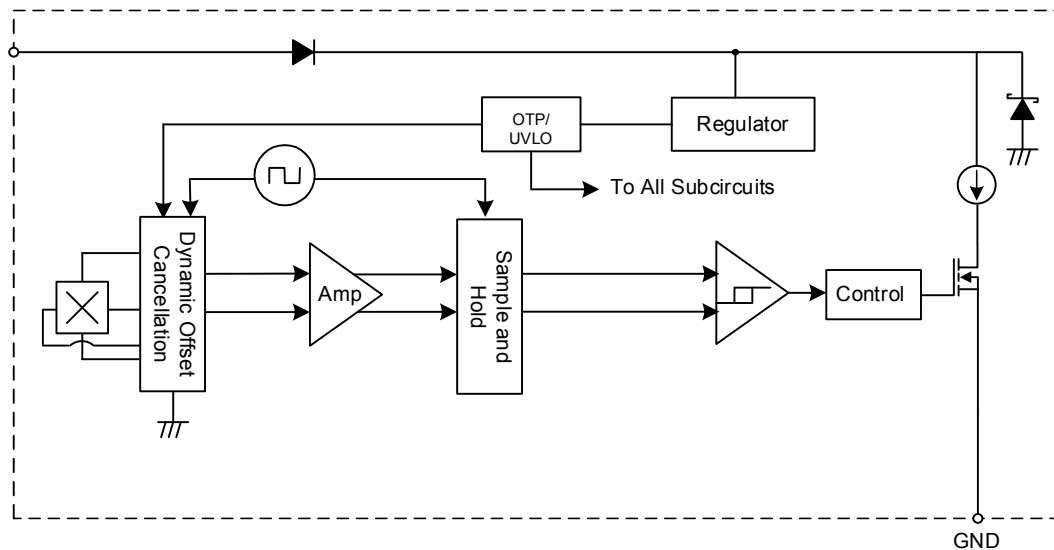 OTP/
UVLO
Regulator
To All Subcircuits
Dynamic Offset
Cancellation
Amp
Sample and
Hold
Control
GND